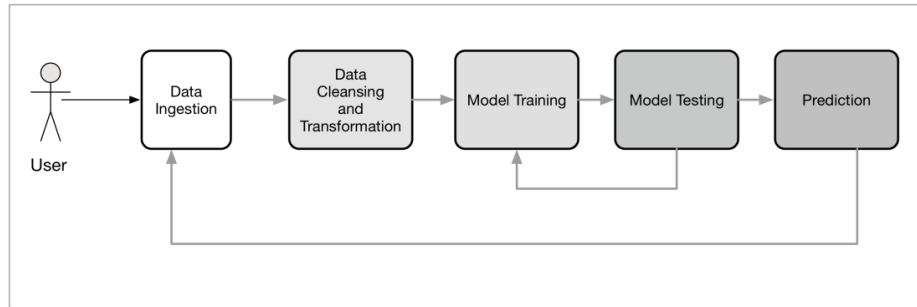 User
Data
Ingestion
Data
Cleansing
and
Transformation
Model Training
Model Testing
Prediction